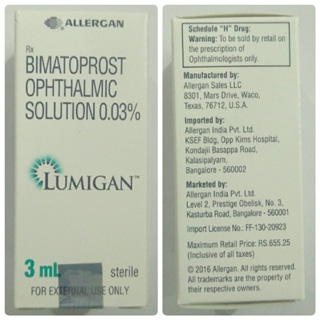 ALLERGAN
Rx
BIMATOPROST
OPHTHALMIC
SOLUTION 0.03%
LUMIGAN™
3 mL
sterile
FOR EXTERNAL USE ONLY
Schedule "H" Drug:
Warning: To be sold by retail on
the prescription of
Ophthalmologists only.
Manufactured by:
Allergan Sales LLC
8301, Mars Drive, Waco,
Texas, 76712, U.S.A.
Imported by:
Allergan India Pvt. Ltd.
KSEF Bldg, Opp Kims Hospital,
Kondaji Basappa Road,
Kalasipalyam,
Bangalore - 560002
Marketed by:
Allergan India Pvt. Ltd.
Level 2, Prestige Obelisk, No. 3,
Kasturba Road, Bangalore - 560001
Import License No.: FF-130-20923
Maximum Retail Price: RS.655.25
(Inclusive of all taxes)
© 2016 Allergan. All rights reserved.
All trademarks are the property of
their respective owners.